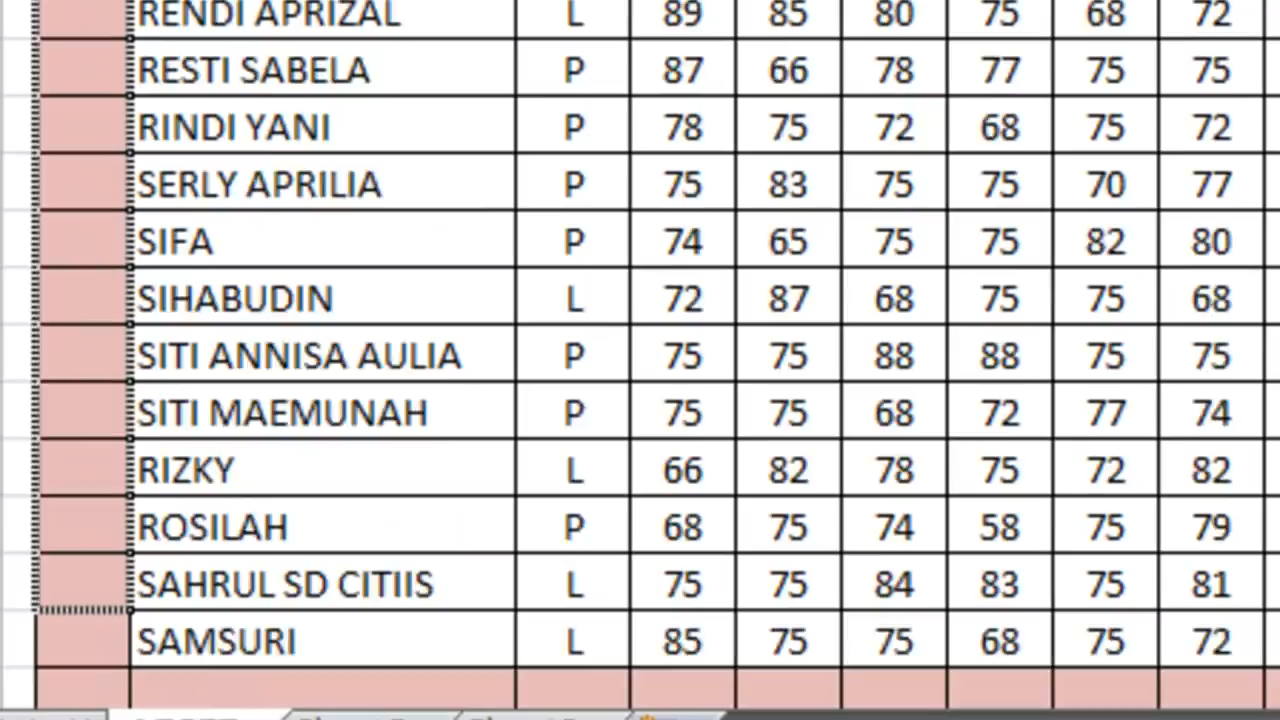 RENDI APRIZAL L 89 85 80 75 68 72
RESTI SABELA P 87 66 78 77 75 75
RINDI YANI P 78 75 72 68 75 72
SERLY APRILIA P 75 83 75 75 70 77
SIFA P 74 65 75 75 82 80
SIHABUDIN L 72 87 68 75 75 68
SITI ANNISA AULIA P 75 75 88 88 75 75
SITI MAEMUNAH P 75 75 68 72 77 74
RIZKY L 66 82 78 75 72 82
ROSILAH P 68 75 74 58 75 79
SAHRUL SD CITIIS L 75 75 84 83 75 81
SAMSURI L 85 75 75 68 75 72